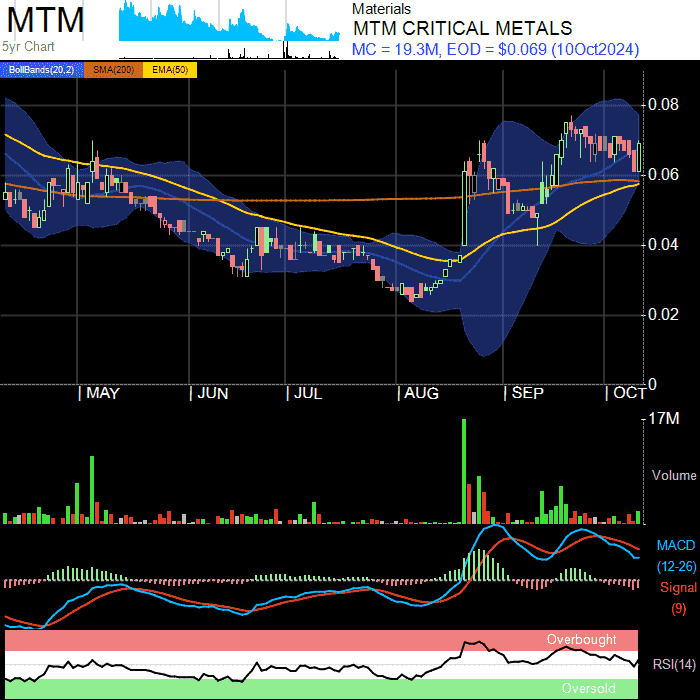 MTM
5yr Chart
Materials
MTM CRITICAL METALS
MC = 19.3M, EOD = $0.069 (10Oct2024)
BollBands(20,2) SMA(200) EMA(50)
0.08
0.06
0.04
0.02
0
| MAY | JUN | JUL | AUG | SEP | OCT
17M
Volume
MACD
(12-26)
Signal
(9)
Overbought
RSI(14)
Oversold